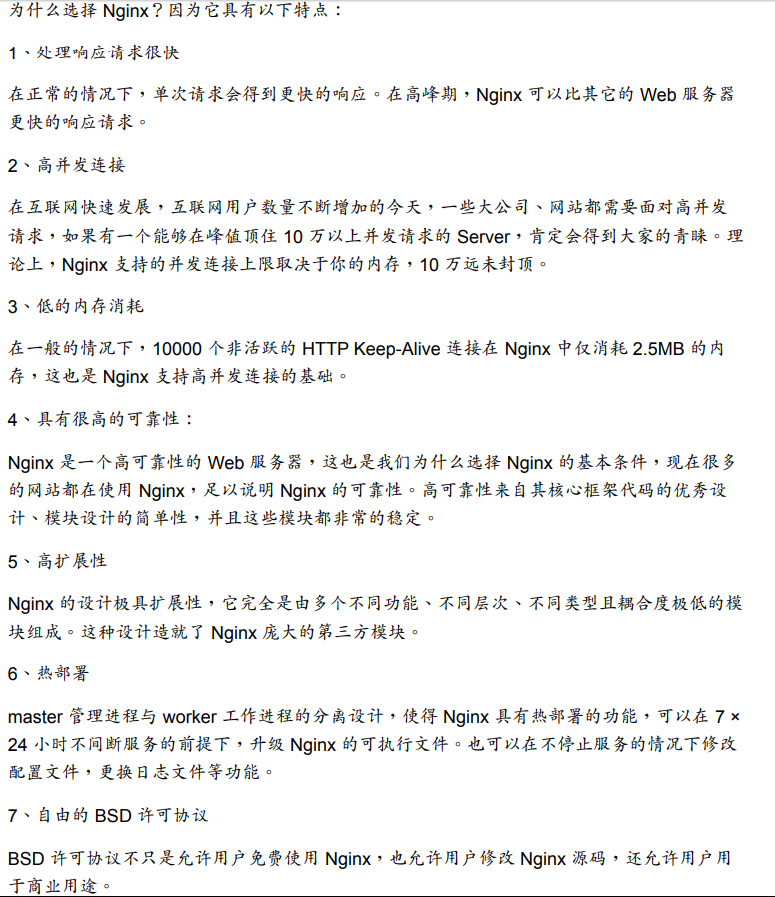 为什么选择 Nginx？因为它具有以下特点：
1、处理响应请求很快
在正常的情况下，单次请求会得到更快的响应。在高峰期，Nginx 可以比其它的 Web 服务器
更快的响应请求。
2、高并发连接
在互联网快速发展，互联网用户数量不断增加的今天，一些大公司、网站都需要面对高并发
请求，如果有一个能够在峰值顶住 10 万以上并发请求的 Server，肯定会得到大家的青睐。理
论上，Nginx 支持的并发连接上限取决于你的内存，10 万远未封顶。
3、低的内存消耗
在一般的情况下，10000 个非活跃的 HTTP Keep-Alive 连接在 Nginx 中仅消耗 2.5MB 的内
存，这也是 Nginx 支持高并发连接的基础。
4、具有很高的可靠性：
Nginx 是一个高可靠性的 Web 服务器，这也是我们为什么选择 Nginx 的基本条件，现在很多
的网站都在使用 Nginx，足以说明 Nginx 的可靠性。高可靠性来自其核心框架代码的优秀设
计、模块设计的简单性，并且这些模块都非常的稳定。
5、高扩展性
Nginx 的设计极具扩展性，它完全是由多个不同功能、不同层次、不同类型且耦合度极低的模
块组成。这种设计造就了 Nginx 庞大的第三方模块。
6、热部署
master 管理进程与 worker 工作进程的分离设计，使得 Nginx 具有热部署的功能，可以在 7 ×
24 小时不间断服务的前提下，升级 Nginx 的可执行文件。也可以在不停止服务的情况下修改
配置文件，更换日志文件等功能。
7、自由的 BSD 许可协议
BSD 许可协议不只是允许用户免费使用 Nginx，也允许用户修改 Nginx 源码，还允许用户用
于商业用途。